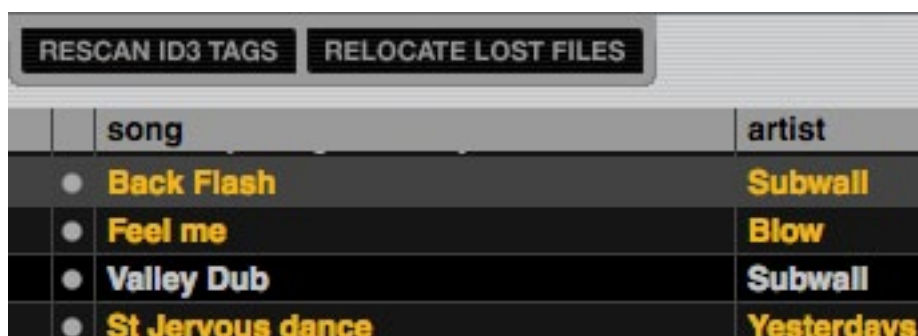 RESCAN ID3 TAGS RELOCATE LOST FILES
song artist
Back Flash Subwall
Feel me Blow
Valley Dub Subwall
St Jervous dance Yesterdays